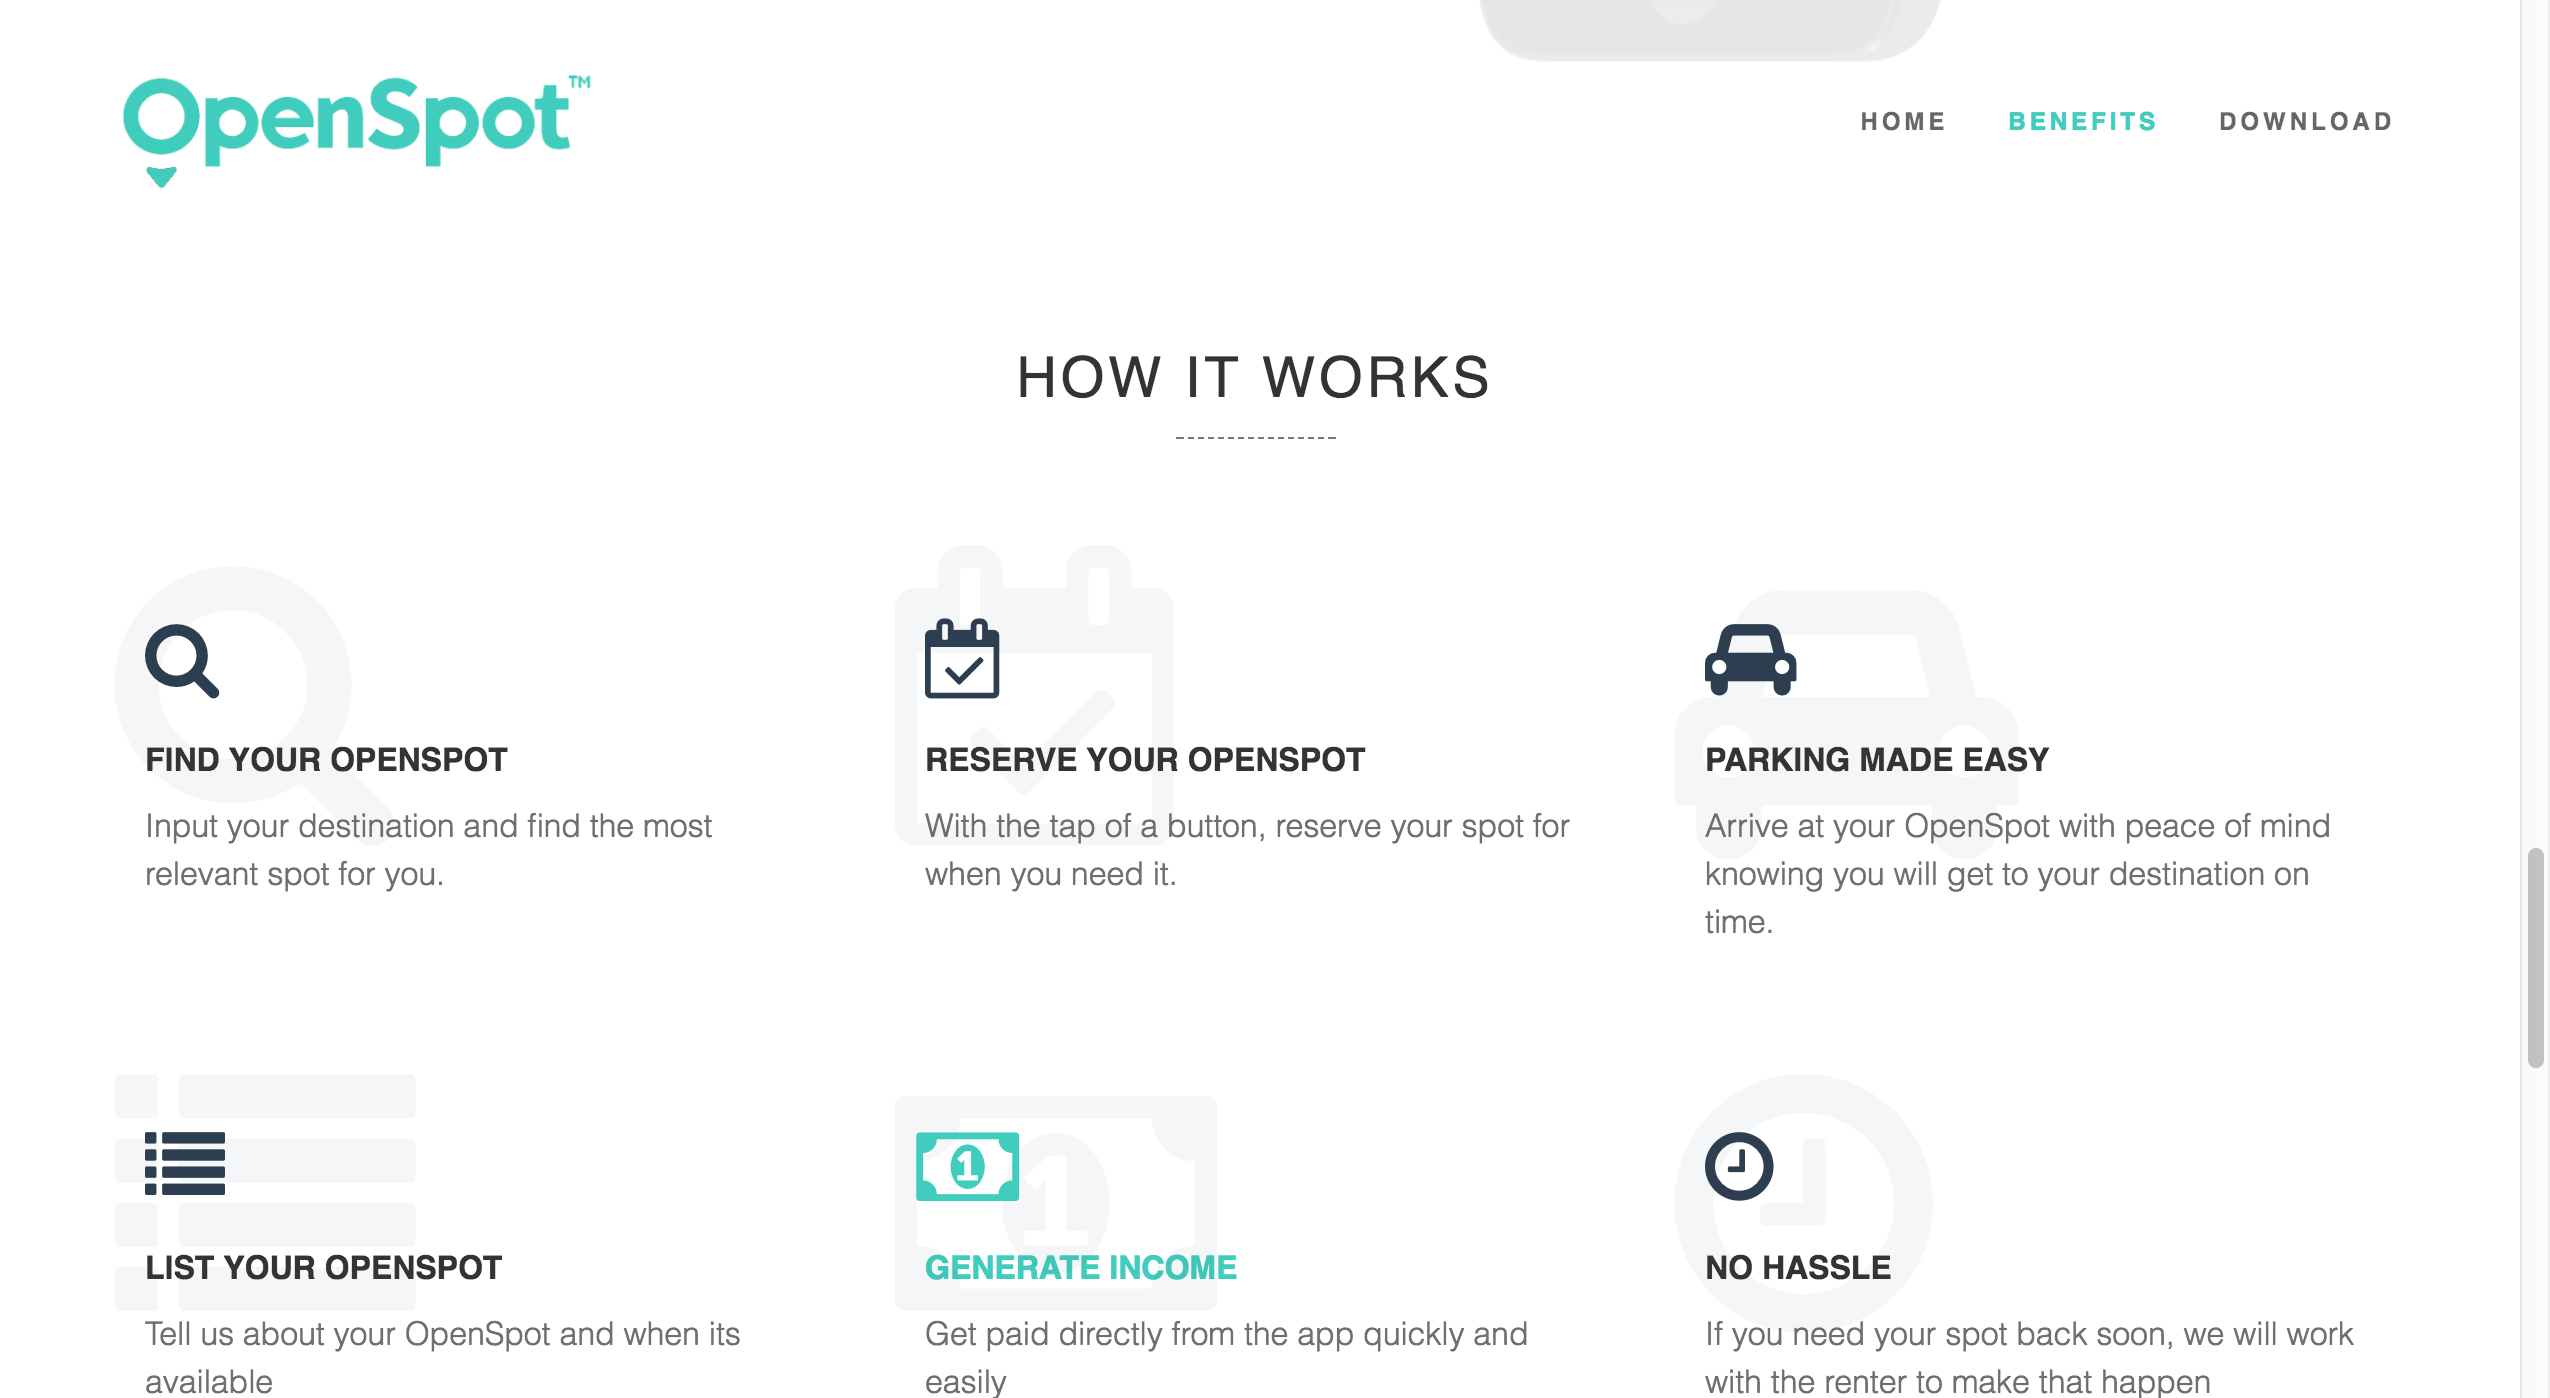 OpenSpot™
HOME BENEFITS DOWNLOAD
HOW IT WORKS
FIND YOUR OPENSPOT
Input your destination and find the most
relevant spot for you.
RESERVE YOUR OPENSPOT
With the tap of a button, reserve your spot for
when you need it.
PARKING MADE EASY
Arrive at your OpenSpot with peace of mind
knowing you will get to your destination on
time.
LIST YOUR OPENSPOT
Tell us about your OpenSpot and when its
available
1
GENERATE INCOME
Get paid directly from the app quickly and
easily
NO HASSLE
If you need your spot back soon, we will work
with the renter to make that happen